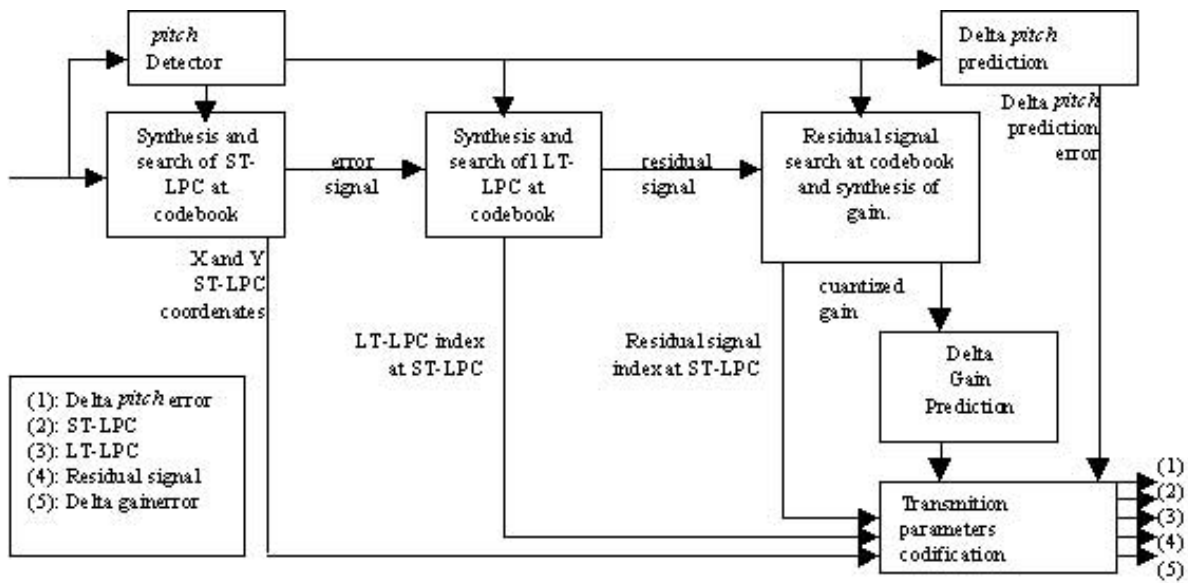 pitch
Detector
Delta pitch
prediction
Synthesis and
search of ST-
LPC at
codebook
error
signal
Synthesis and
search of l LT-
LPC at
codebook
residual
signal
Residual signal
search at codebook
and synthesis of
gain.
Delta pitch
prediction
error
X and Y
ST-LPC
coordenates
LT-LPC index
at ST-LPC
Residual signal
index at ST-LPC
cuantized
gain
Delta
Gain
Prediction
(1): Delta pitch error
(2): ST-LPC
(3): LT-LPC
(4): Residual signal
(5): Delta gainerror
Transmition
parameters
codification
(1)
(2)
(3)
(4)
(5)